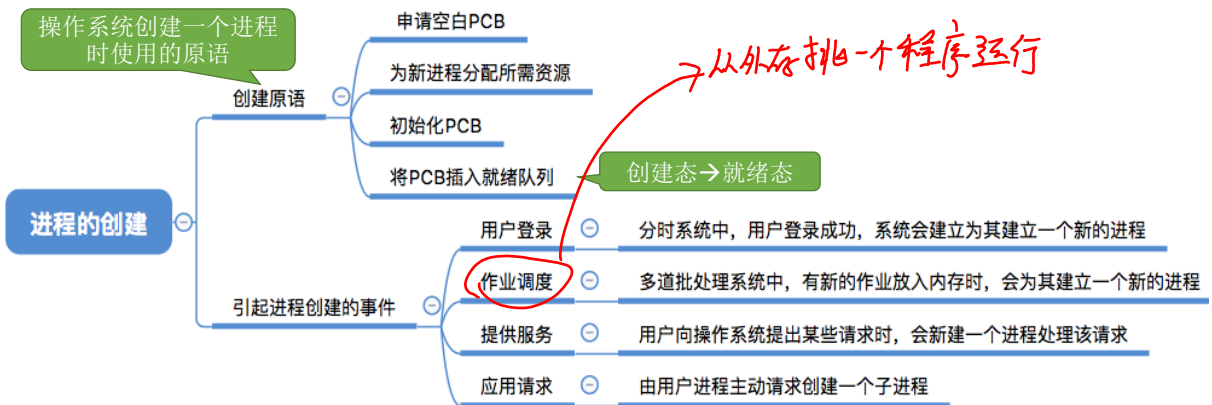 操作系统创建一个进程
时使用的原语
申请空白PCB
从外存挑一个程序运行
为新进程分配所需资源
创建原语
初始化PCB
将PCB插入就绪队列
创建态→就绪态
进程的创建
用户登录
分时系统中，用户登录成功，系统会建立为其建立一个新的进程
作业调度
多道批处理系统中，有新的作业放入内存时，会为其建立一个新的进程
引起进程创建的事件
提供服务
用户向操作系统提出某些请求时，会新建一个进程处理该请求
应用请求
由用户进程主动请求创建一个子进程